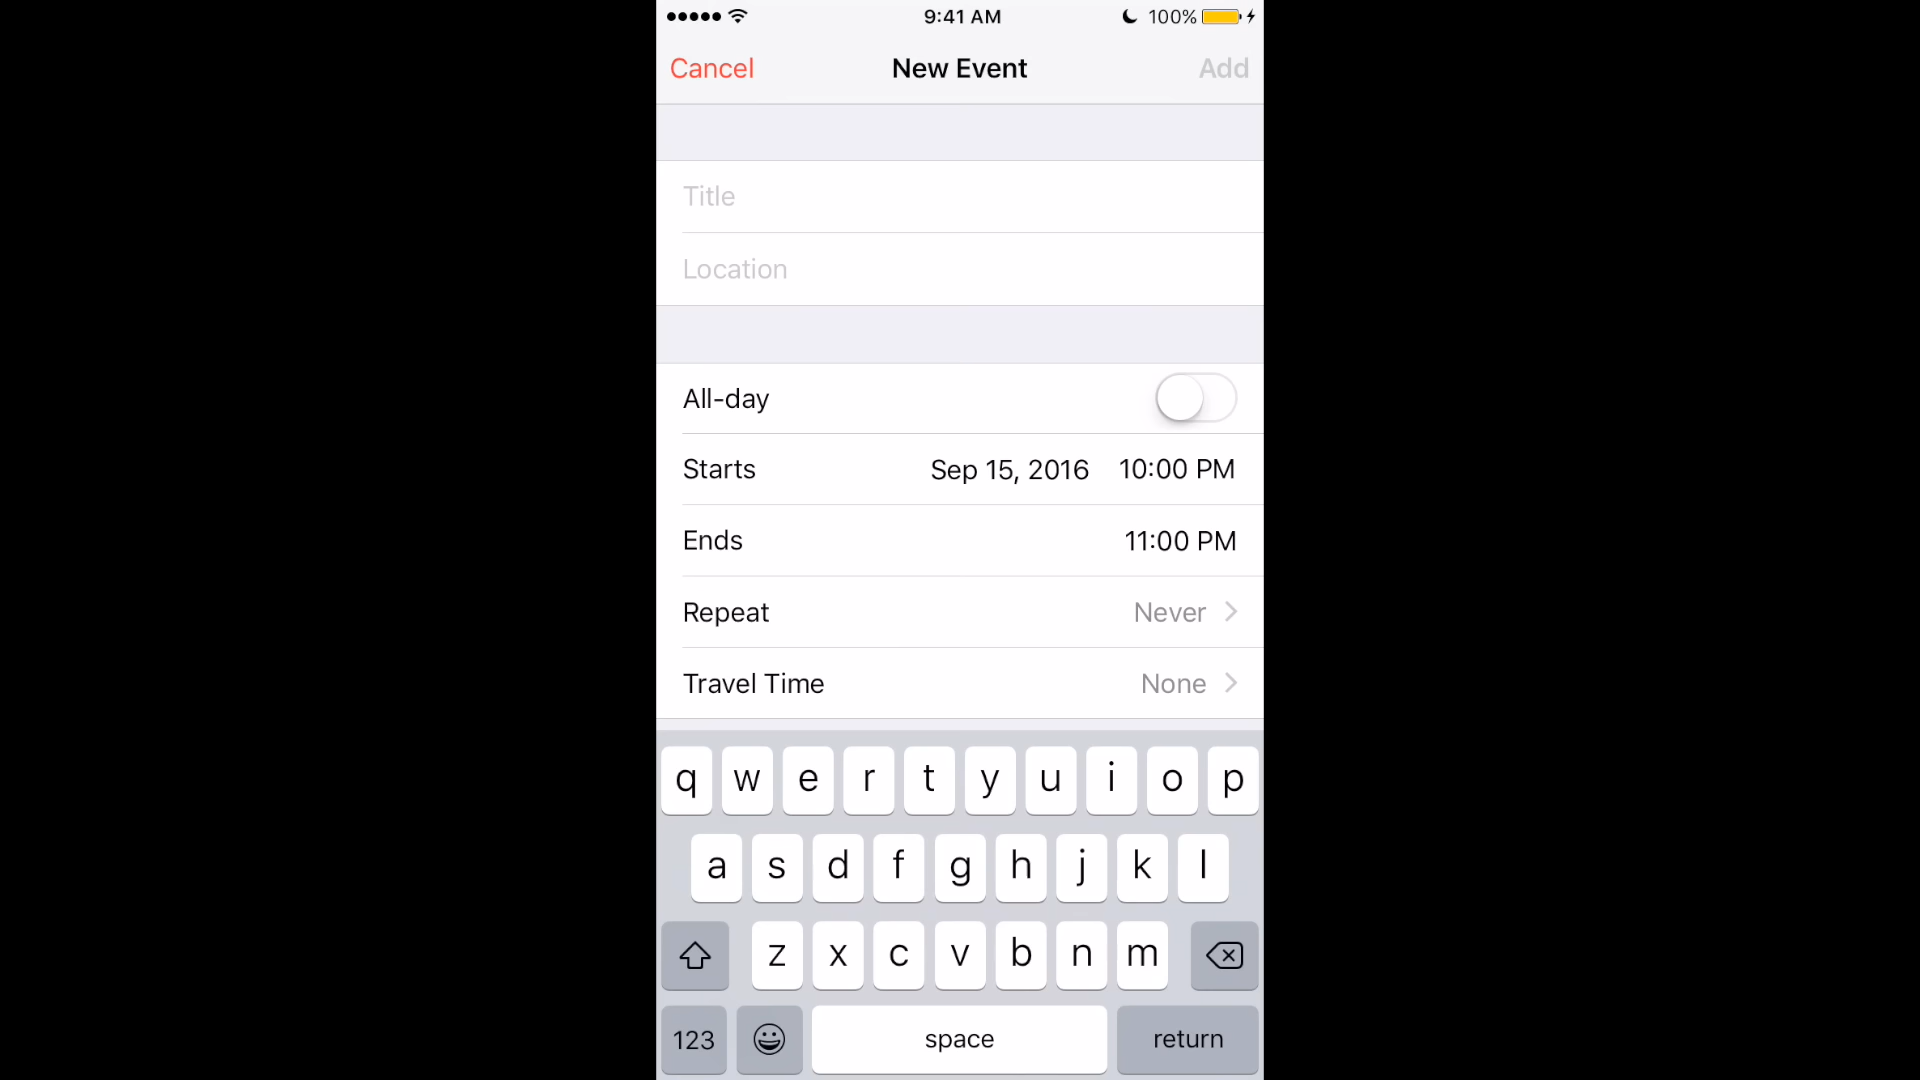 9:41 AM 100%
Cancel New Event Add
Title
Location
All-day
Starts Sep 15, 2016 10:00 PM
Ends 11:00 PM
Repeat Never
Travel Time None
q w e r t y u i o p
a s d f g h j k l
z x c v b n m
123 space return